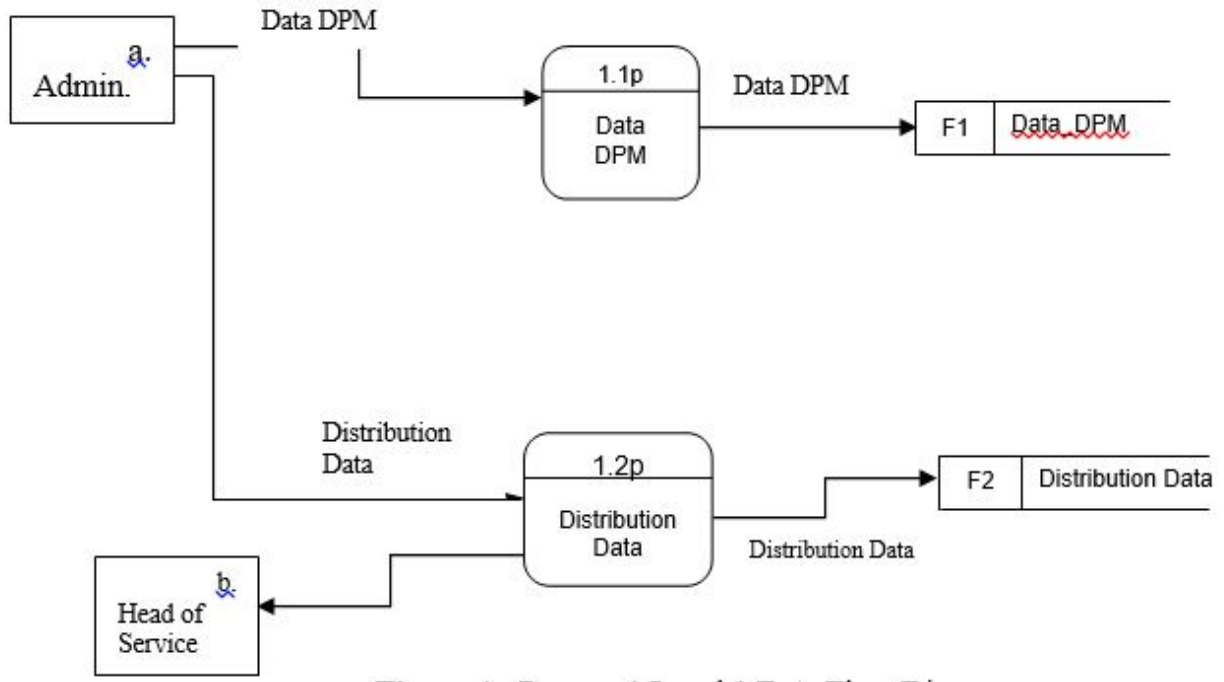 Data DPM
a.
Admin.
1.1p
Data
DPM
Data DPM
F1
Data_DPM
Distribution
Data
1.2p
Distribution
Data
F2
Distribution Data
Distribution Data
b.
Head of
Service